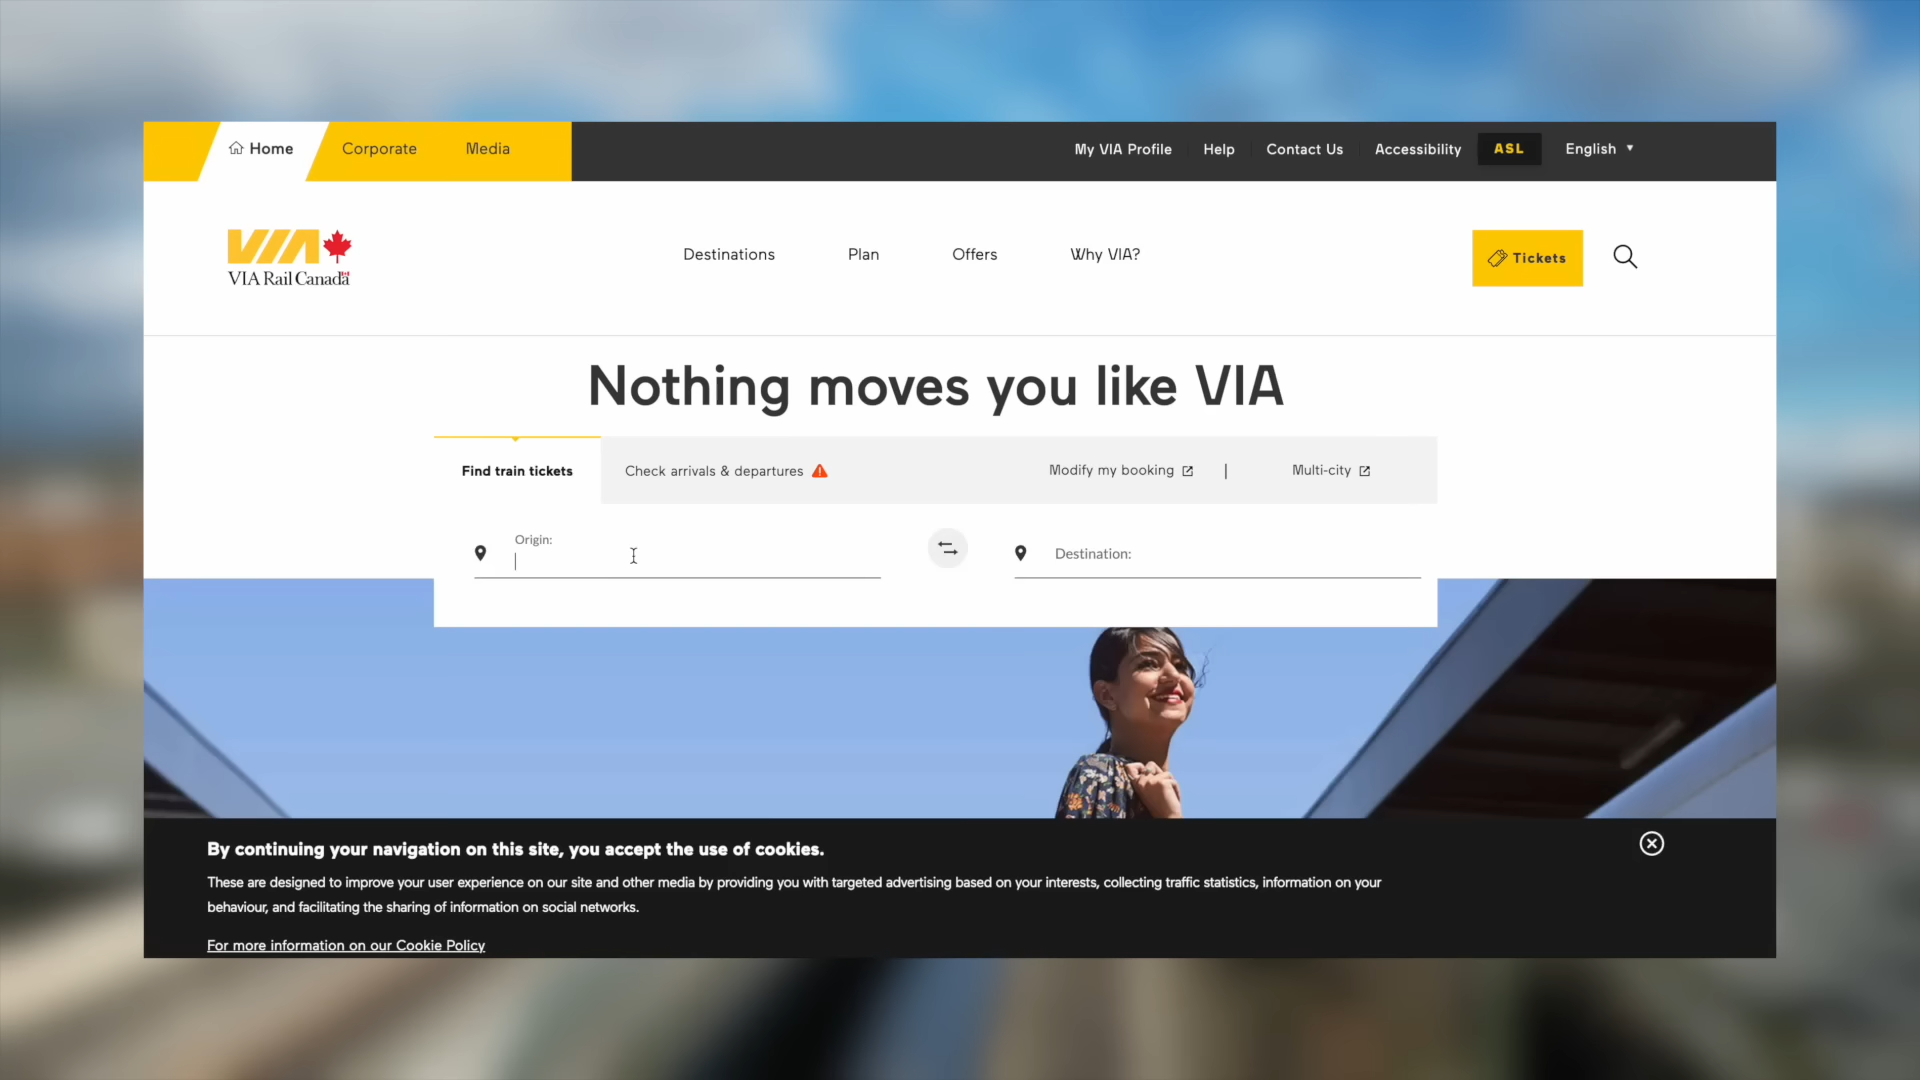 Home
Corporate
Media
My VIA Profile
Help
Contact Us
Accessibility
ASL
English
VIA
VIA Rail Canada
Destinations
Plan
Offers
Why VIA?
Tickets
Nothing moves you like VIA
Find train tickets
Check arrivals & departures
Modify my booking
|
Multi-city
Origin:
Destination:
By continuing your navigation on this site, you accept the use of cookies.
These are designed to improve your user experience on our site and other media by providing you with targeted advertising based on your interests, collecting traffic statistics, information on your
behaviour, and facilitating the sharing of information on social networks.
For more information on our Cookie Policy